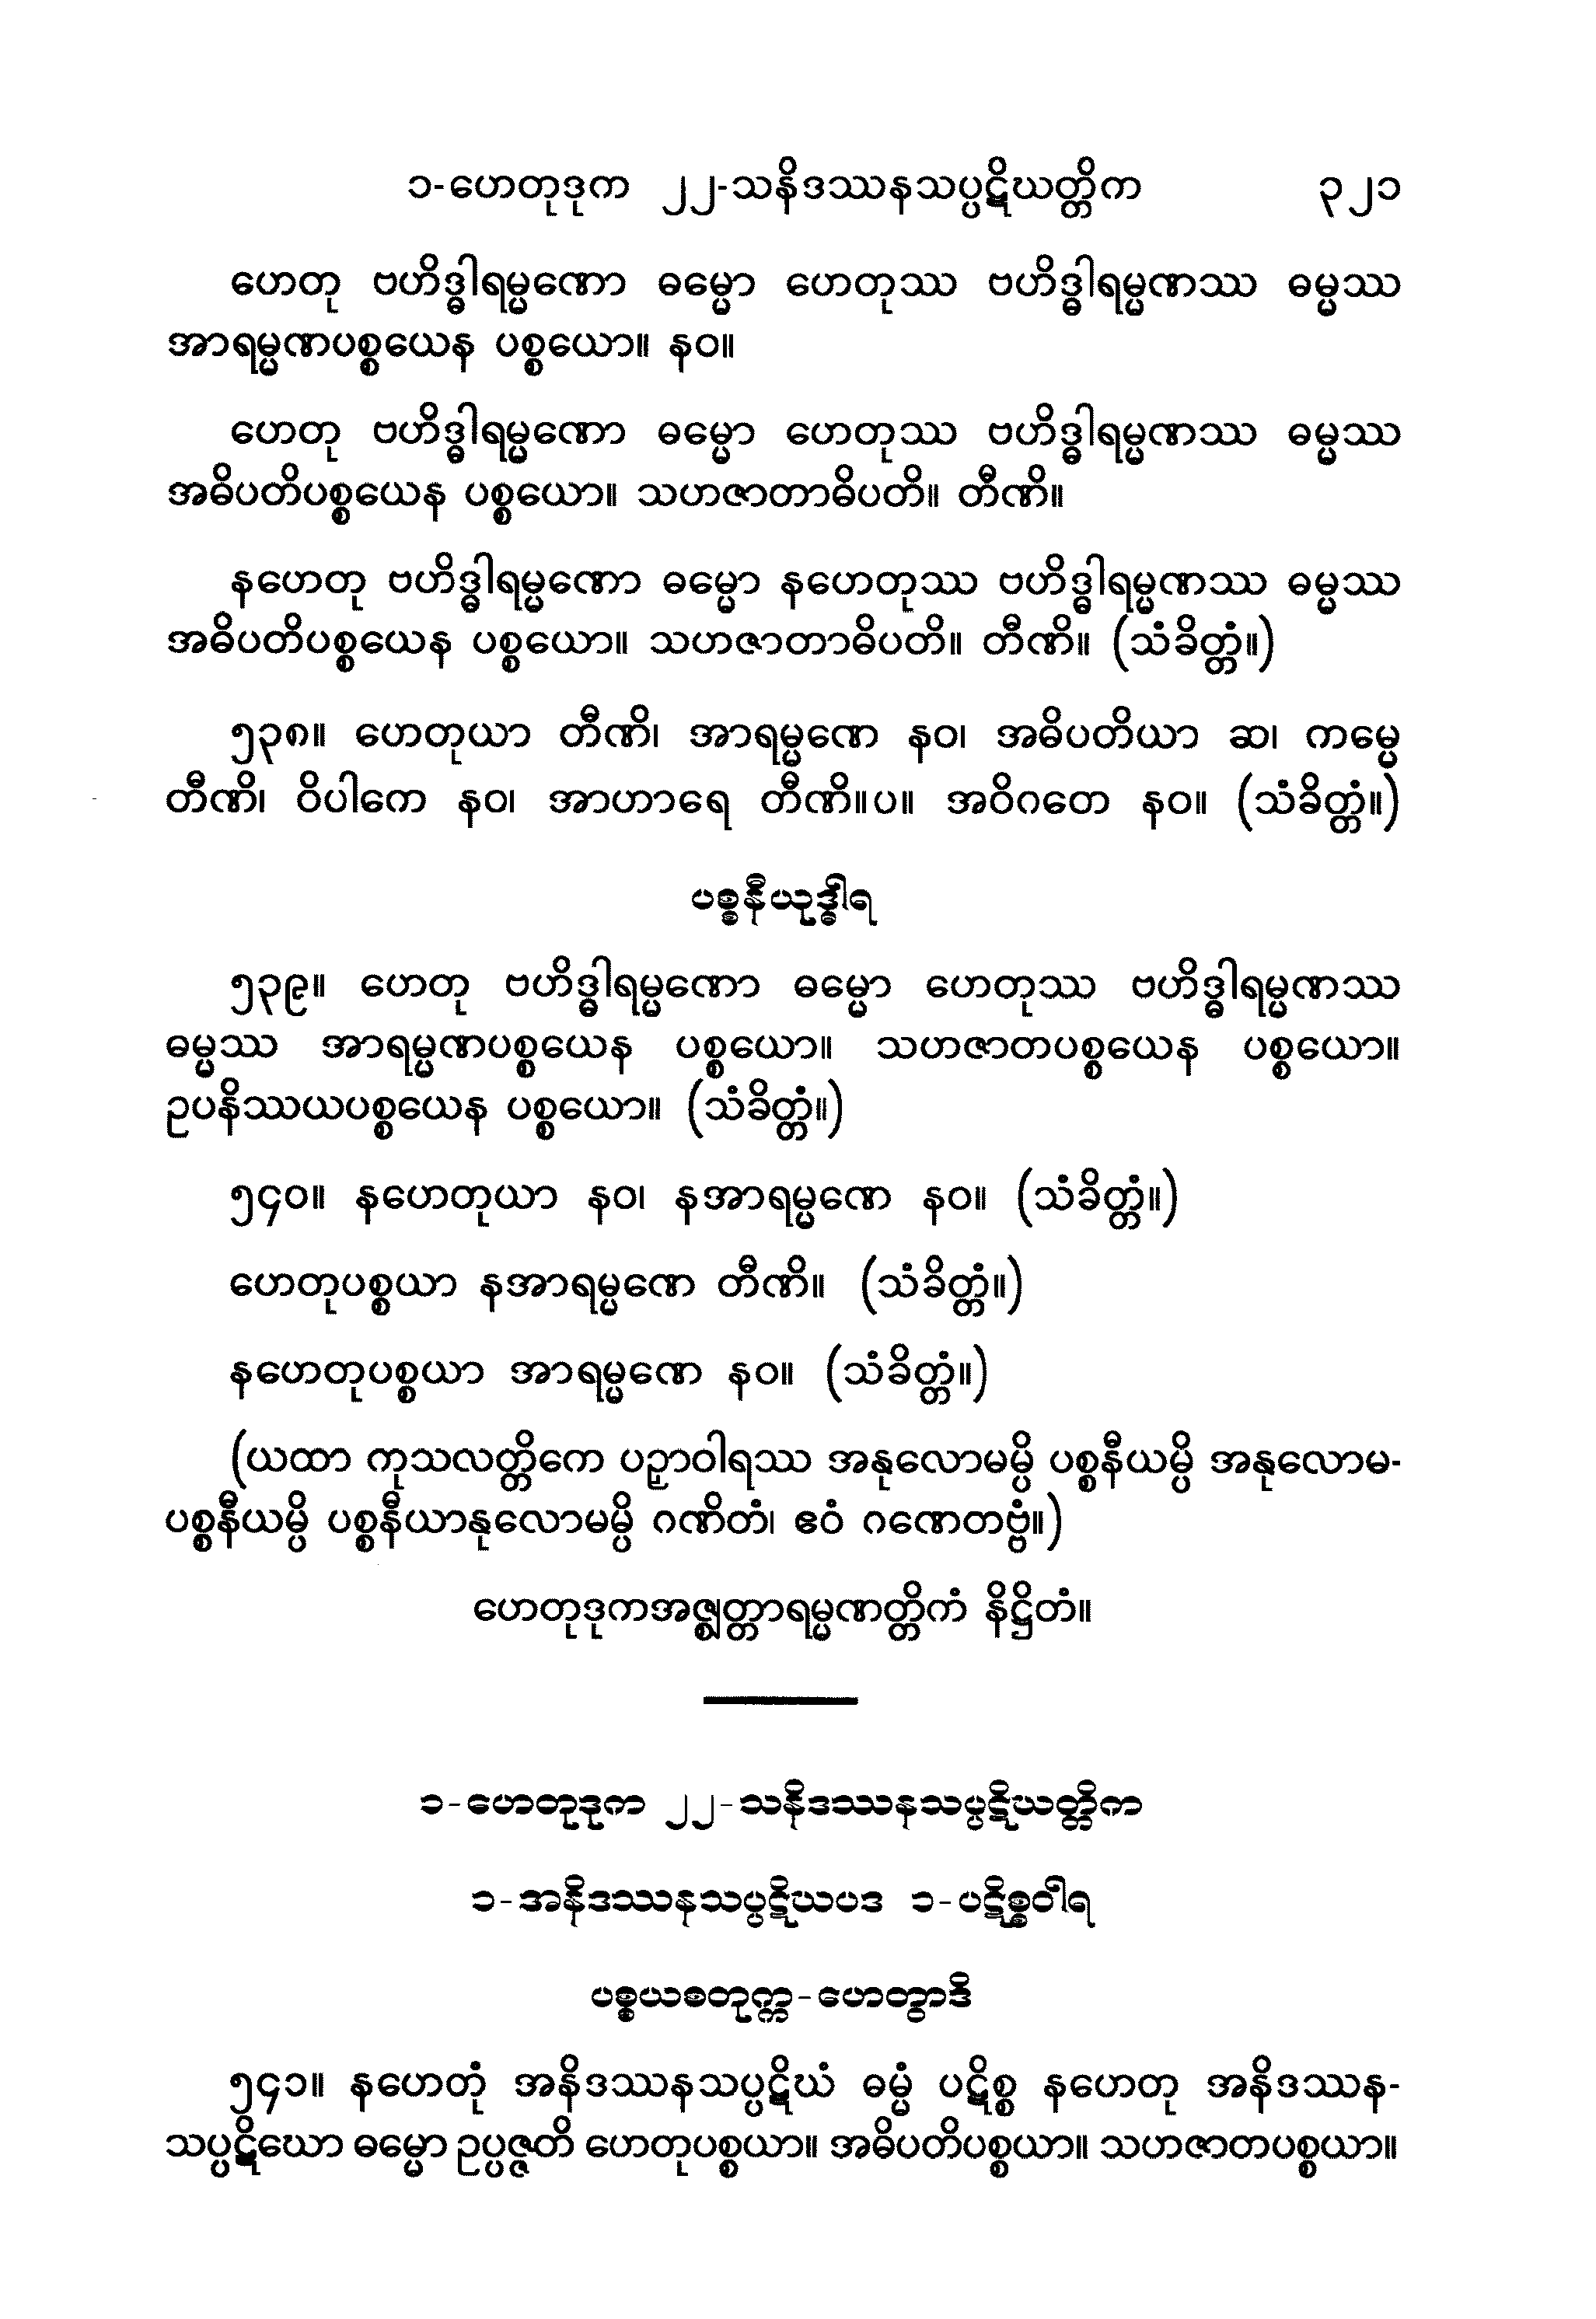 ၁-ဟေတုဒုက ၂၂-သနိဒဿနသပ္ပဋိဃတ္တိက ၃၂၁
ဟေတု ဗဟိဒ္ဓါရမ္မဏော ဓမ္မော ဟေတုဿ ဗဟိဒ္ဓါရမ္မဏဿ ဓမ္မဿ
အာရမ္မဏပစ္စယေန ပစ္စယော။ နဝ။
ဟေတု ဗဟိဒ္ဓါရမ္မဏော ဓမ္မော ဟေတုဿ ဗဟိဒ္ဓါရမ္မဏဿ ဓမ္မဿ
အဓိပတိပစ္စယေန ပစ္စယော။ သဟဇာတာဓိပတိ။ တီဏိ။
နဟေတု ဗဟိဒ္ဓါရမ္မဏော ဓမ္မော နဟေတုဿ ဗဟိဒ္ဓါရမ္မဏဿ ဓမ္မဿ
အဓိပတိပစ္စယေန ပစ္စယော။ သဟဇာတာဓိပတိ။ တီဏိ။ (သံခိတ္တံ။)
၅၃၈။ ဟေတုယာ တီဏိ၊ အာရမ္မဏေ နဝ၊ အဓိပတိယာ ဆ၊ ကမ္မေ
တီဏိ၊ ဝိပါကေ နဝ၊ အာဟာရေ တီဏိ။ပ။ အဝိဂတေ နဝ။ (သံခိတ္တံ။)
ပစ္စနီယုဒ္ဓါရ
၅၃၉။ ဟေတု ဗဟိဒ္ဓါရမ္မဏော ဓမ္မော ဟေတုဿ ဗဟိဒ္ဓါရမ္မဏဿ
ဓမ္မဿ အာရမ္မဏပစ္စယေန ပစ္စယော။ သဟဇာတပစ္စယေန ပစ္စယော။
ဥပနိဿယပစ္စယေန ပစ္စယော။ (သံခိတ္တံ။)
၅၄၀။ နဟေတုယာ နဝ၊ နအာရမ္မဏေ နဝ။ (သံခိတ္တံ။)
ဟေတုပစ္စယာ နအာရမ္မဏေ တီဏိ။ (သံခိတ္တံ။)
နဟေတုပစ္စယာ အာရမ္မဏေ နဝ။ (သံခိတ္တံ။)
(ယထာ ကုသလတ္တိကေ ပဉှာဝါရဿ အနုလောမမ္ပိ ပစ္စနီယမ္ပိ အနုလောမ-
ပစ္စနီယမ္ပိ ပစ္စနီယာနုလောမမ္ပိ ဂဏိတံ၊ ဧဝံ ဂဏေတဗ္ဗံ။)
ဟေတုဒုကအဇ္ဈတ္တာရမ္မဏတ္တိကံ နိဋ္ဌိတံ။
၁-ဟေတုဒုက ၂၂-သနိဒဿနသပ္ပဋိဃတ္တိက
၁-အနိဒဿနသပ္ပဋိဃပဒ ၁-ပဋိစ္စဝါရ
ပစ္စယစတုက္က-ဟေတွာဒိ
၅၄၁။ နဟေတုံ အနိဒဿနသပ္ပဋိဃံ ဓမ္မံ ပဋိစ္စ နဟေတု အနိဒဿန-
သပ္ပဋိဃော ဓမ္မော ဥပ္ပဇ္ဇတိ ဟေတုပစ္စယာ။ အဓိပတိပစ္စယာ။ သဟဇာတပစ္စယာ။